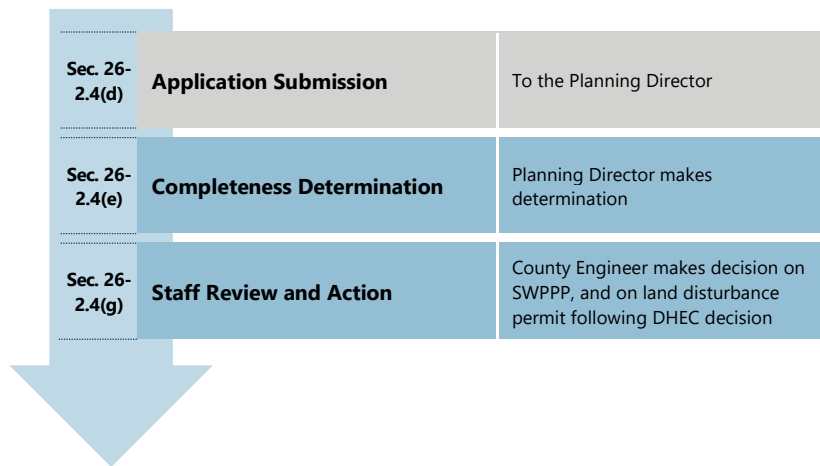 Sec. 26-
2.4(d)
Application Submission
To the Planning Director
Sec. 26-
2.4(e)
Completeness Determination
Planning Director makes
determination
Sec. 26-
2.4(g)
Staff Review and Action
County Engineer makes decision on
SWPPP, and on land disturbance
permit following DHEC decision